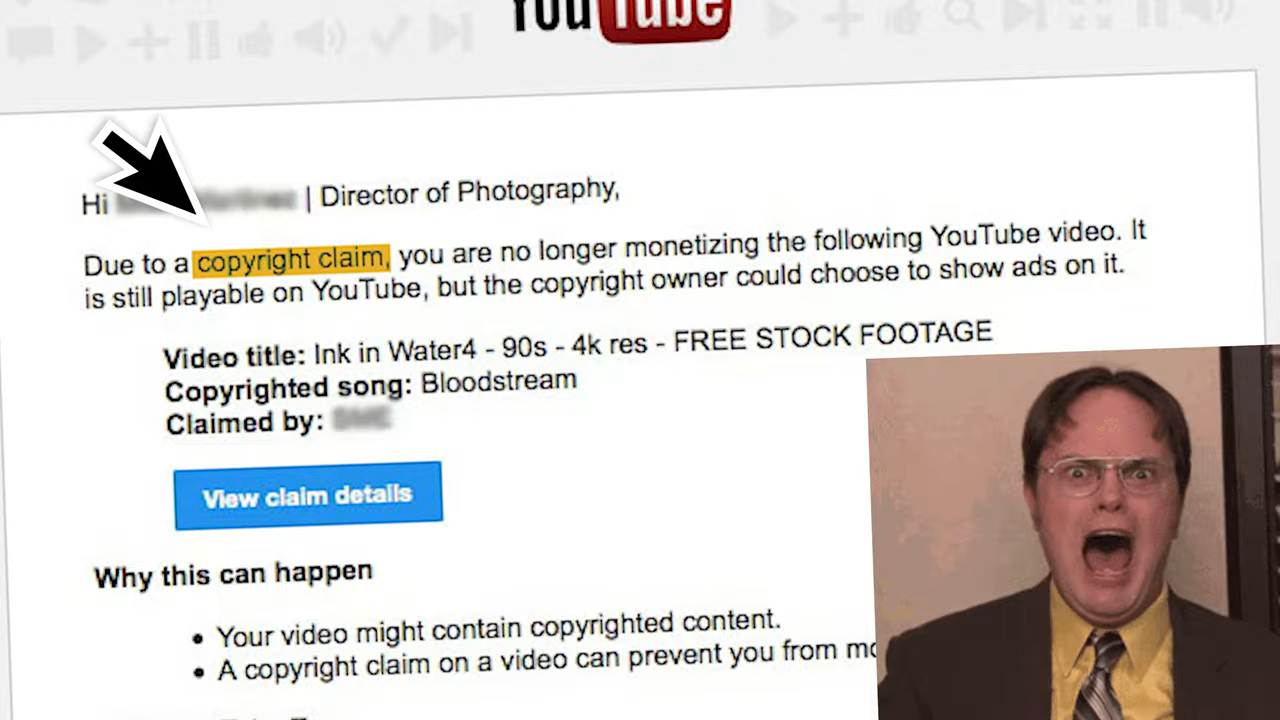 YouTube
Hi | Director of Photography,
Due to a copyright claim, you are no longer monetizing the following YouTube video. It
is still playable on YouTube, but the copyright owner could choose to show ads on it.
Video title: Ink in Water4 - 90s - 4k res - FREE STOCK FOOTAGE
Copyrighted song: Bloodstream
Claimed by:
View claim details
Why this can happen
• Your video might contain copyrighted content.
• A copyright claim on a video can prevent you from